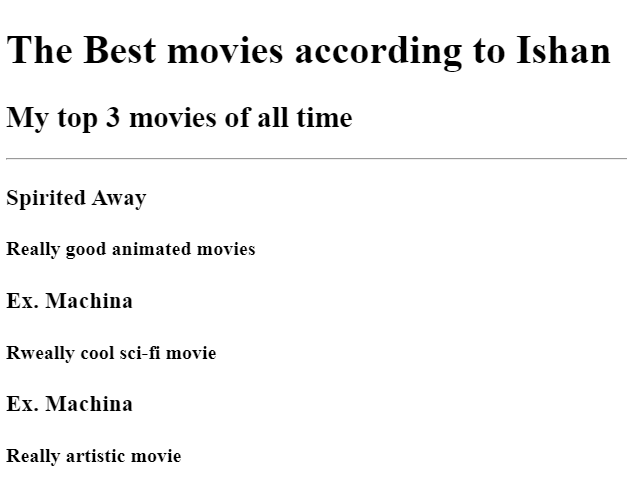 The Best movies according to Ishan
My top 3 movies of all time
Spirited Away
Really good animated movies
Ex. Machina
Rweally cool sci-fi movie
Ex. Machina
Really artistic movie